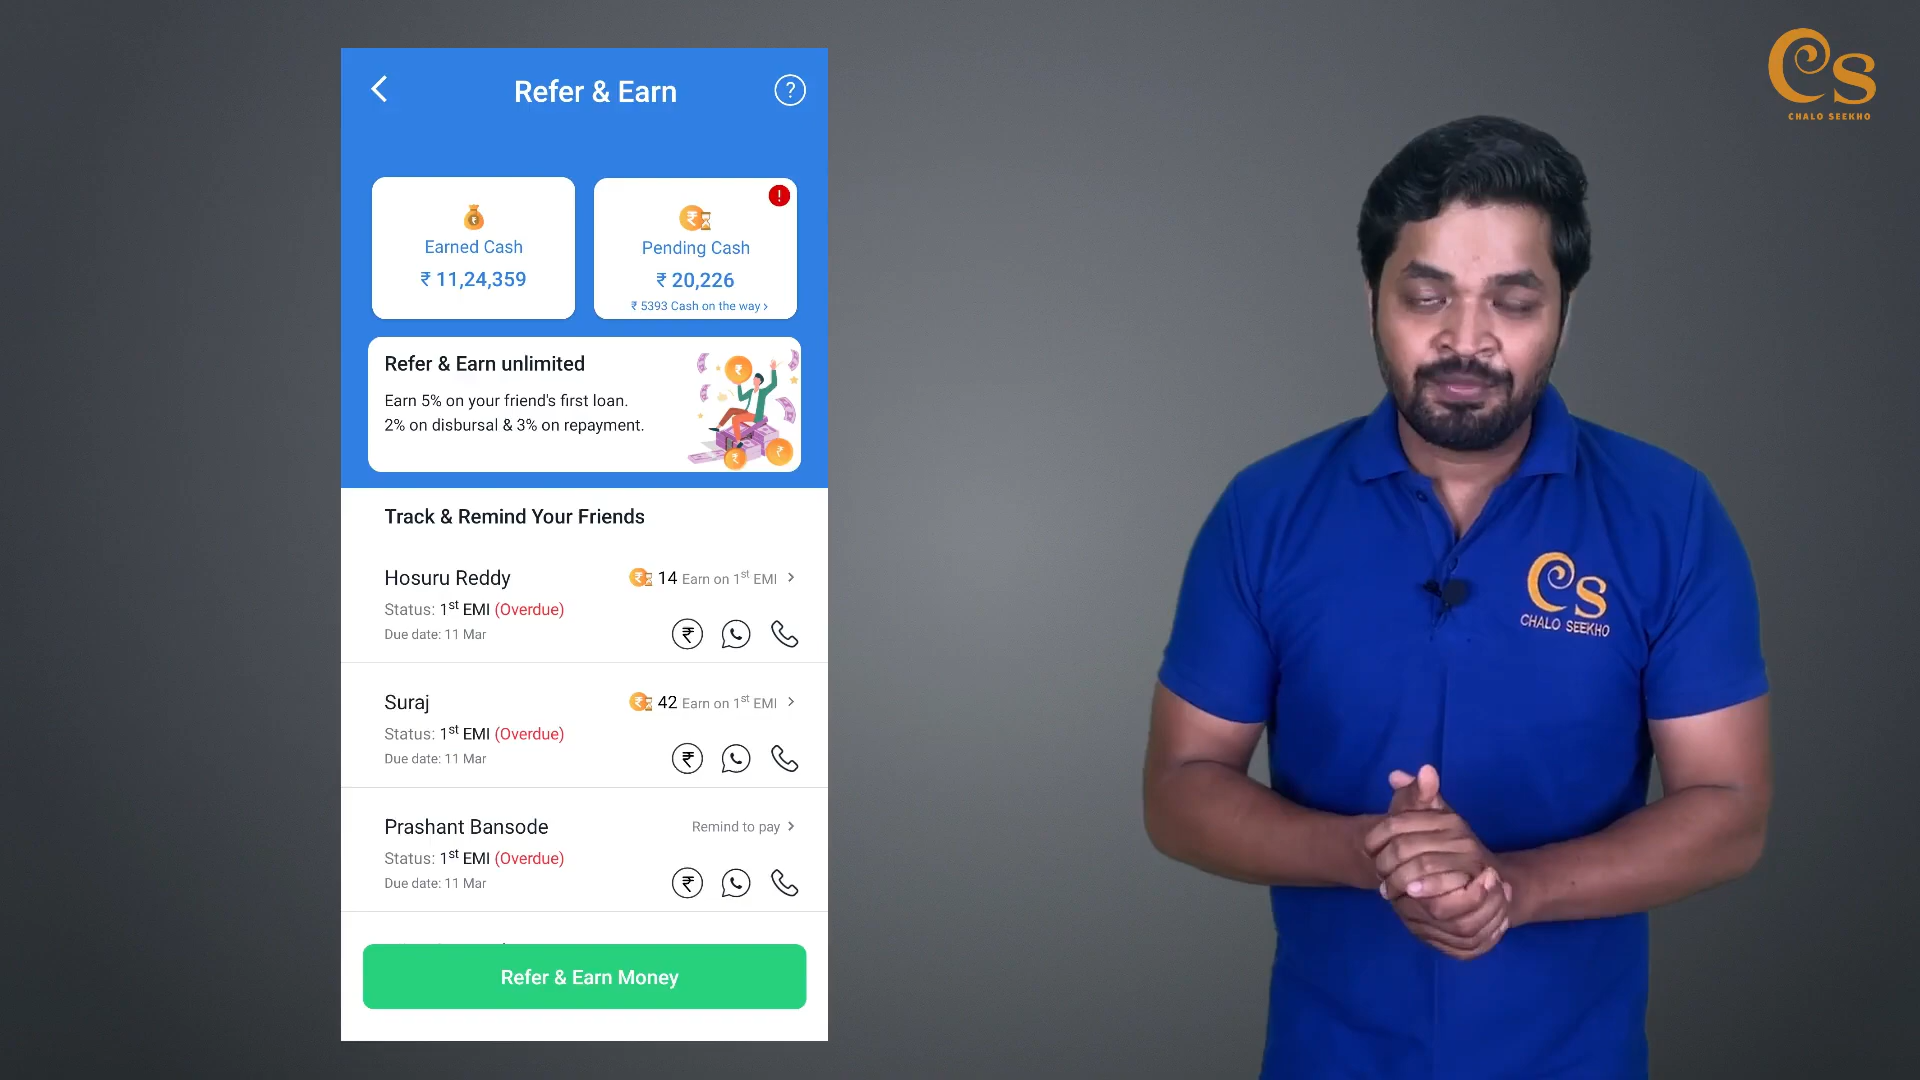 Refer & Earn
?
Earned Cash
₹ 11,24,359
!
Pending Cash
₹ 20,226
₹ 5393 Cash on the way >
Refer & Earn unlimited
Earn 5% on your friend's first loan.
2% on disbursal & 3% on repayment.
Track & Remind Your Friends
Hosuru Reddy
14 Earn on 1st EMI >
Status: 1st EMI (Overdue)
Due date: 11 Mar
Suraj
42 Earn on 1st EMI >
Status: 1st EMI (Overdue)
Due date: 11 Mar
Prashant Bansode
Remind to pay >
Status: 1st EMI (Overdue)
Due date: 11 Mar
Refer & Earn Money
CS
CHALO SEEKHO
CS
CHALO SEEKHO